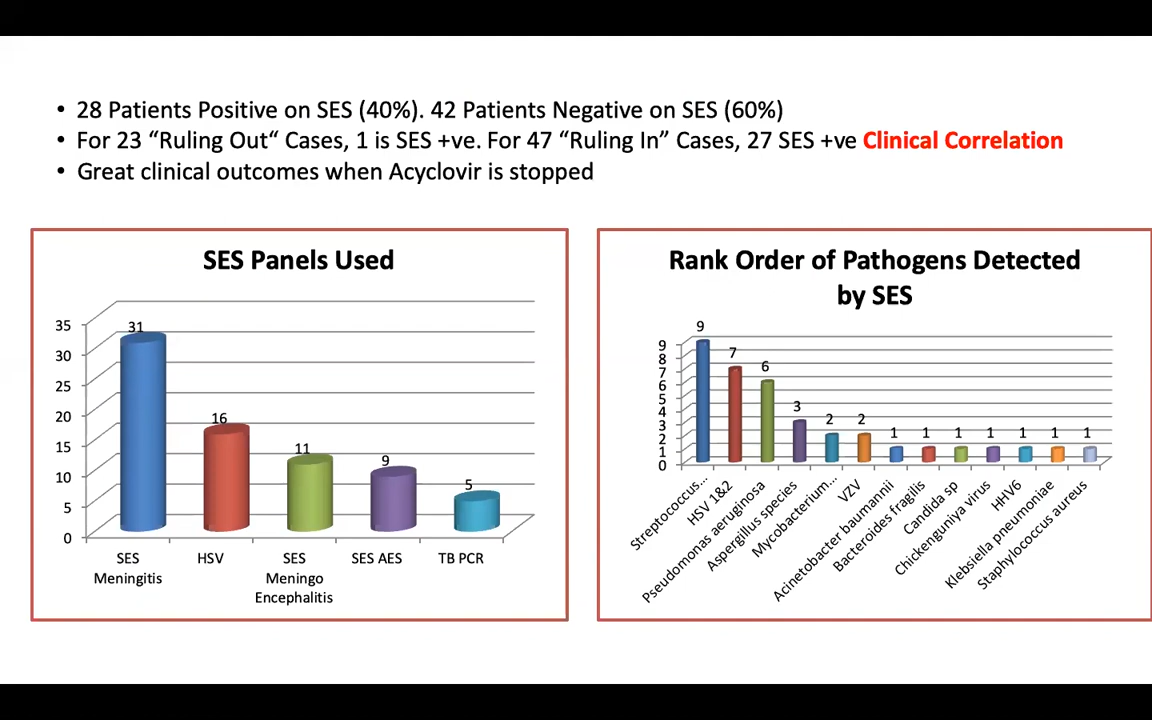 • 28 Patients Positive on SES (40%). 42 Patients Negative on SES (60%)
• For 23 “Ruling Out“ Cases, 1 is SES +ve. For 47 “Ruling In” Cases, 27 SES +ve Clinical Correlation
• Great clinical outcomes when Acyclovir is stopped
SES Panels Used
35
30
25
20
15
10
5
0
31
16
11
9
5
SES
Meningitis
HSV
SES
Meningo
Encephalitis
SES AES
TB PCR
Rank Order of Pathogens Detected
by SES
9
8
7
6
5
4
3
2
1
0
9
7
6
3
2
2
1
1
1
1
1
1
1
Streptococcus...
HSV 1&2
Pseudomonas aeruginosa
Aspergillus species
Mycobacterium...
VZV
Acinetobacter baumannii
Bacteroides fragilis
Candida sp
Chickenguniya virus
HHV6
Klebsiella pneumoniae
Staphylococcus aureus